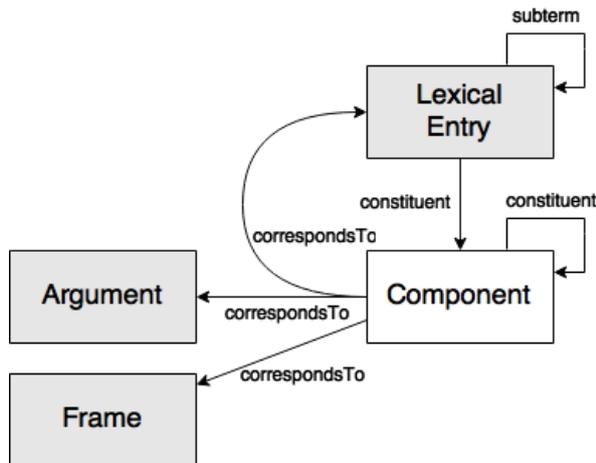 subterm
Lexical
Entry
constituent
constituent
correspondsTo
Argument
Component
correspondsTo
correspondsTo
Frame